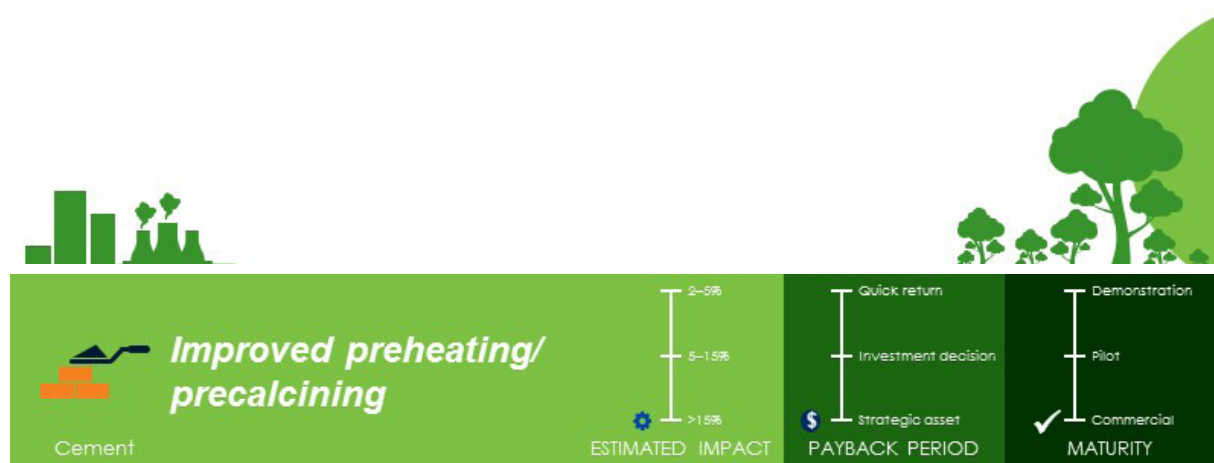 Improved preheating/
precalcining
Cement
2–5%
5–15%
>15%
ESTIMATED IMPACT
Quick return
Investment decision
$
Strategic asset
PAYBACK PERIOD
Demonstration
Pilot
Commercial
MATURITY